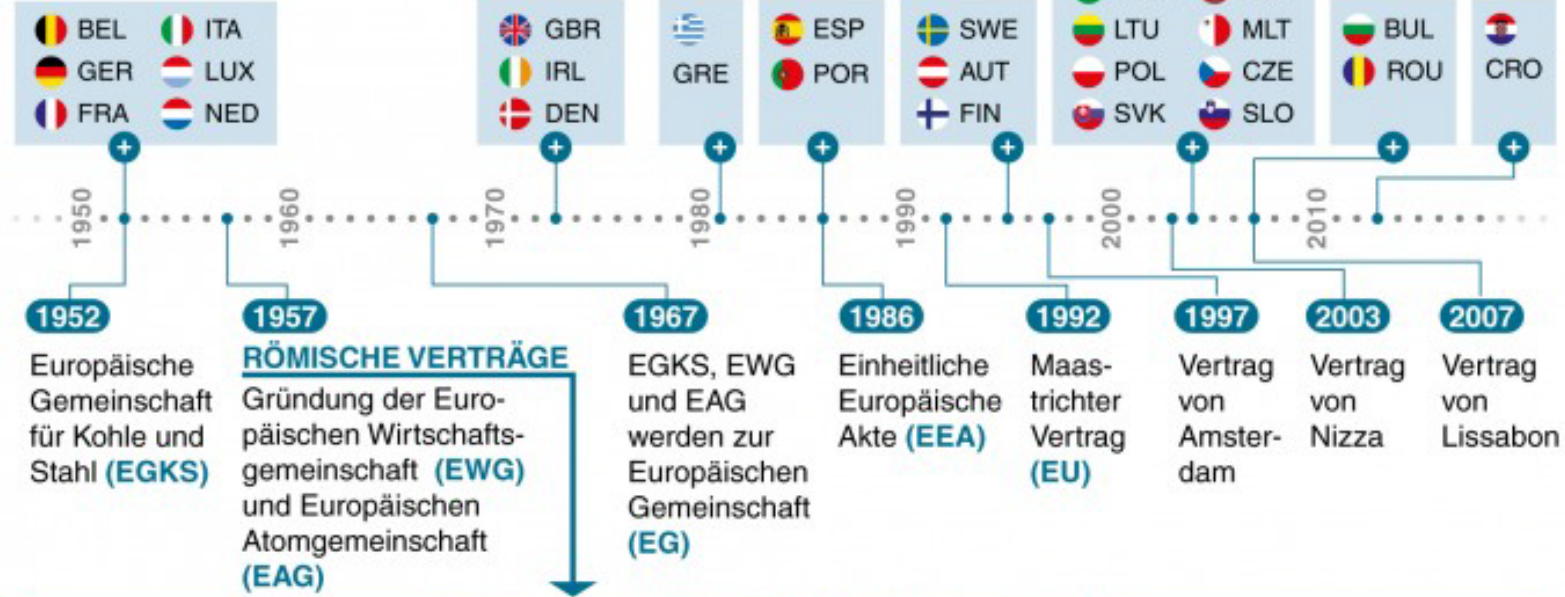 BEL ITA
GER LUX
FRA NED
GBR
IRL
DEN
GRE
ESP
POR
SWE
AUT
FIN
LTU MLT
POL CZE
SVK SLO
BUL
ROU
CRO
1950 1960 1970 1980 1990 2000 2010
1952
Europäische
Gemeinschaft
für Kohle und
Stahl (EGKS)
1957
RÖMISCHE VERTRÄGE
Gründung der Euro-
päischen Wirtschafts-
gemeinschaft (EWG)
und Europäischen
Atomgemeinschaft
(EAG)
1967
EGKS, EWG
und EAG
werden zur
Europäischen
Gemeinschaft
(EG)
1986
Einheitliche
Europäische
Akte (EEA)
1992
Maas-
trichter
Vertrag
(EU)
1997
Vertrag
von
Amster-
dam
2003
Vertrag
von
Nizza
2007
Vertrag
von
Lissabon